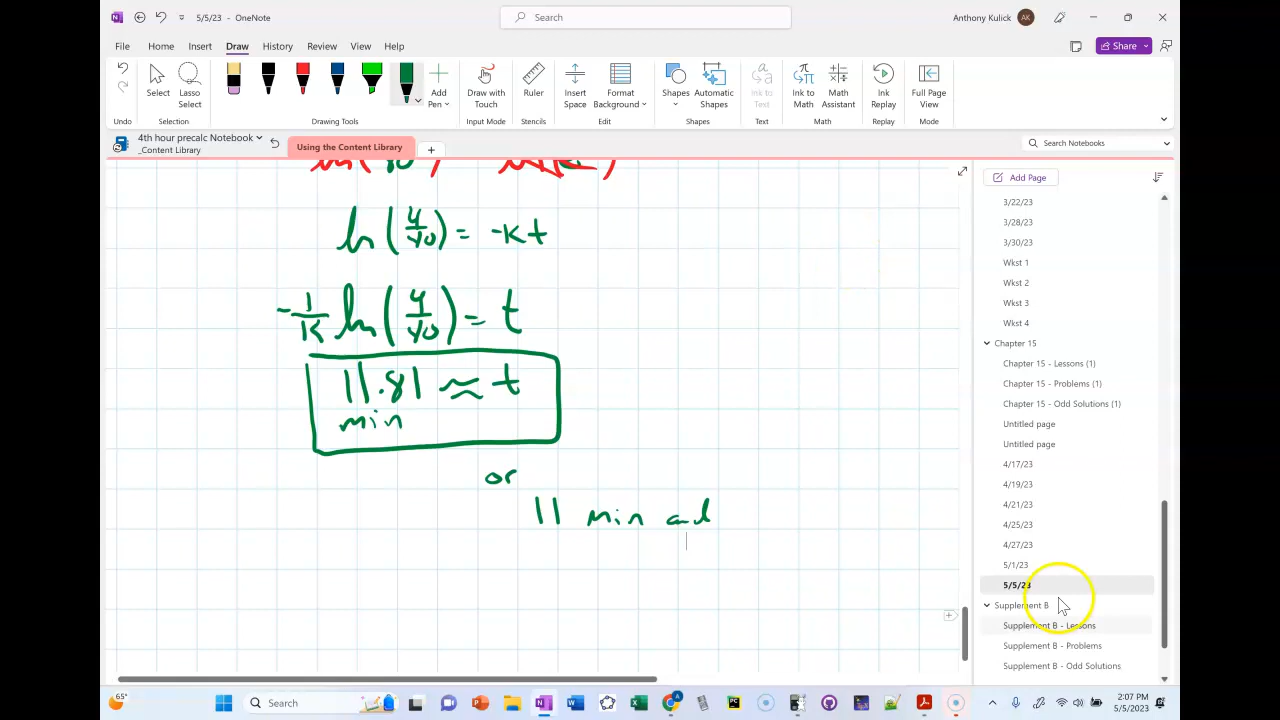 5/5/23 - OneNote
Search
Anthony Kulick AK
File Home Insert Draw History Review View Help
Share
Select
Lasso Select
Add Pen
Draw with Touch
Ruler
Insert Space
Format Background
Shapes
Automatic Shapes
Ink to Text
Ink to Math
Math Assistant
Ink Replay
Full Page View
Undo
Selection
Drawing Tools
Input Mode
Stencils
Edit
Shapes
Text
Math
Replay
Mode
4th hour precalc Notebook
_Content Library
Using the Content Library
Search Notebooks
ln(y/y0) = -kt
-1/k ln(y/y0) = t
11.81 ≈ t
min
or
11 min and
Add Page
3/22/23
3/28/23
3/30/23
Wkst 1
Wkst 2
Wkst 3
Wkst 4
Chapter 15
Chapter 15 - Lessons (1)
Chapter 15 - Problems (1)
Chapter 15 - Odd Solutions (1)
Untitled page
Untitled page
4/17/23
4/19/23
4/21/23
4/25/23
4/27/23
5/1/23
5/5/23
Supplement B
Supplement B - Lessons
Supplement B - Problems
Supplement B - Odd Solutions
65°
Search
2:07 PM
5/5/2023